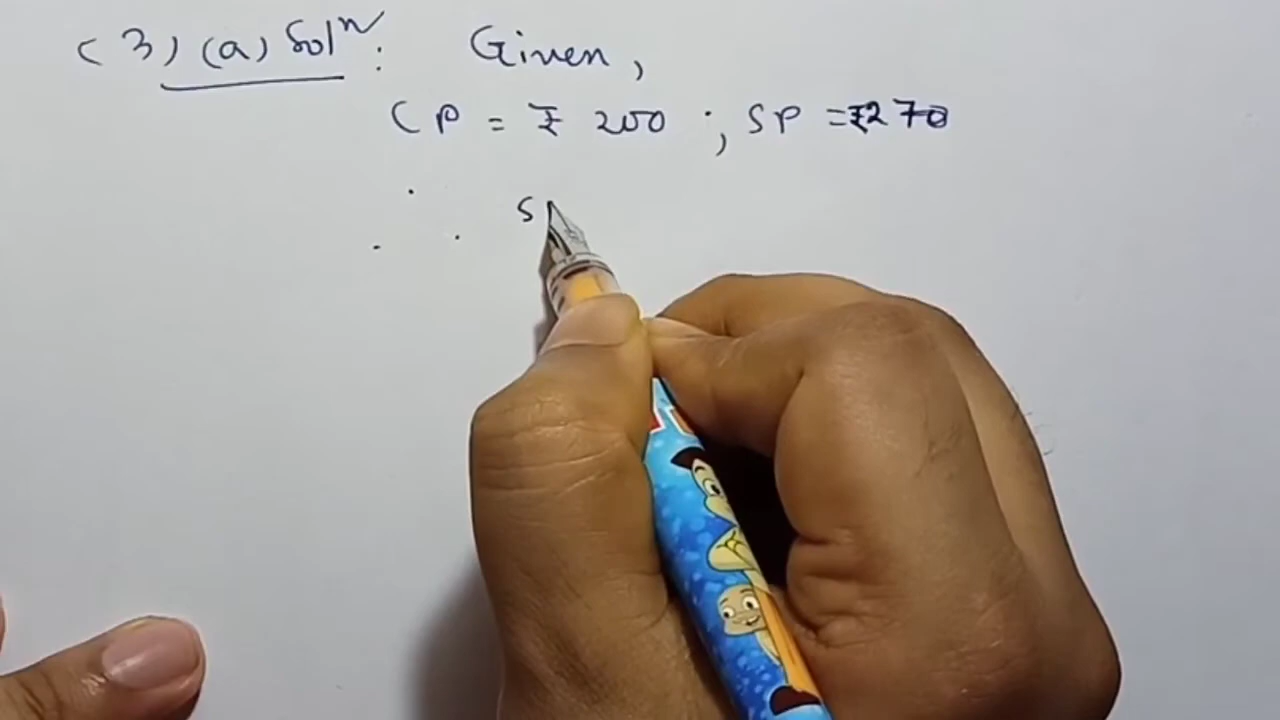 (3) (a) Solⁿ: Given,
CP = ₹ 200 ; SP = ₹270
∴ S